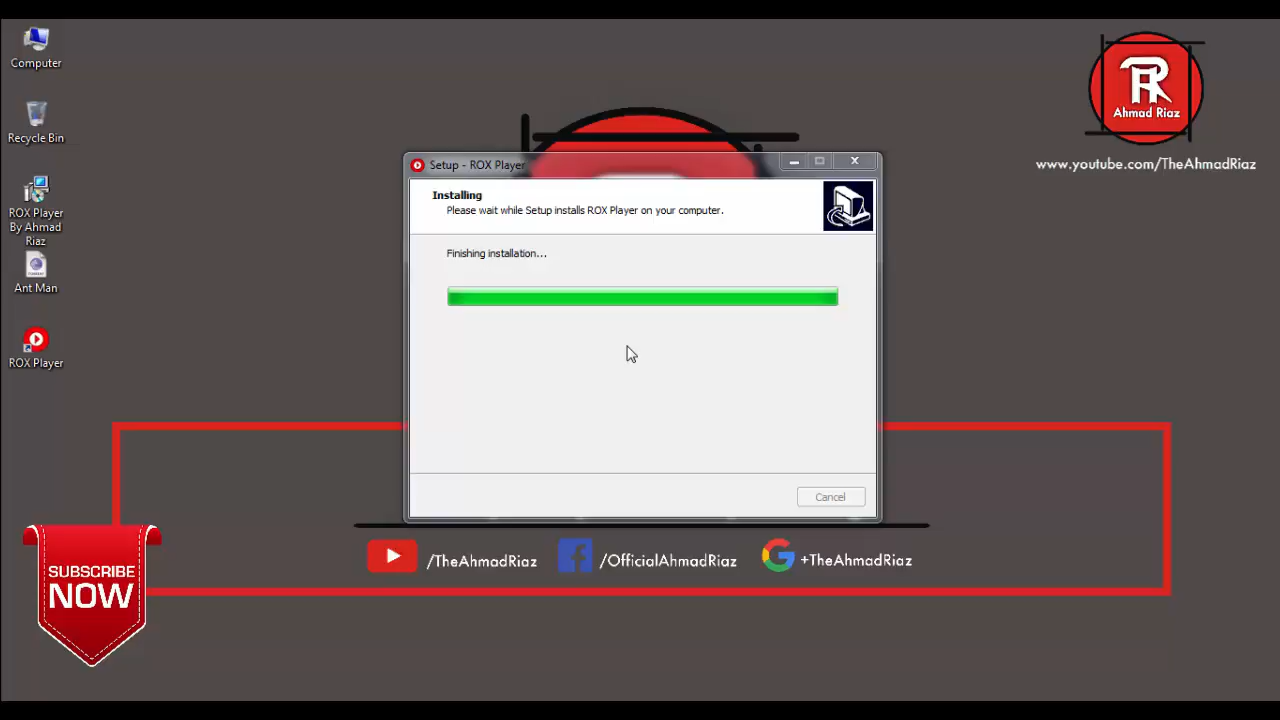 Computer
Recycle Bin
ROX Player
By Ahmad
Riaz
Ant Man
ROX Player
Setup - ROX Player
Installing
Please wait while Setup installs ROX Player on your computer.
Finishing installation...
Cancel
Ahmad Riaz
www.youtube.com/TheAhmadRiaz
SUBSCRIBE
NOW
/TheAhmadRiaz
/OfficialAhmadRiaz
+TheAhmadRiaz